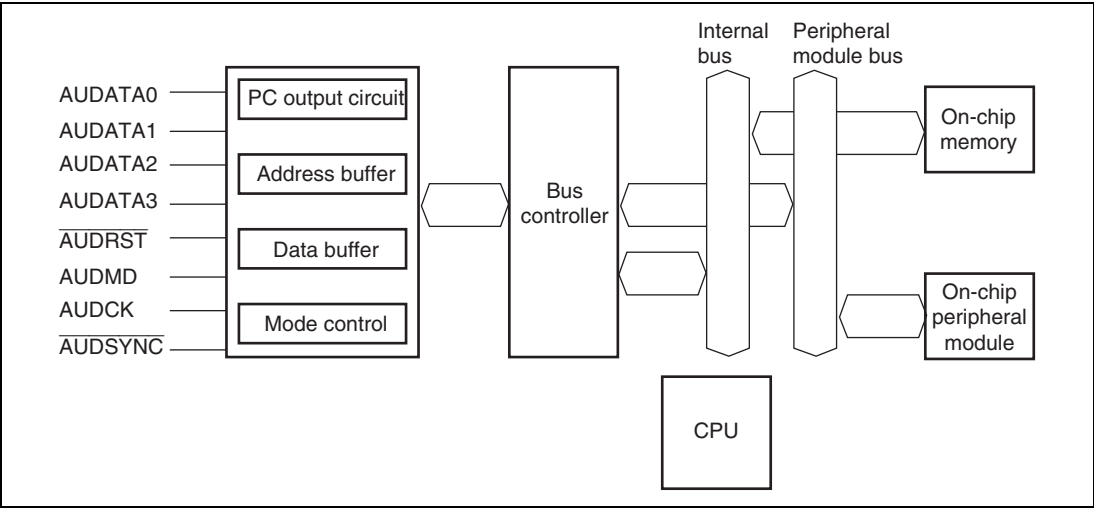 AUDATA0
AUDATA1
AUDATA2
AUDATA3
AUDRST
AUDMD
AUDCK
AUDSYNC
PC output circuit
Address buffer
Data buffer
Mode control
Bus
controller
Internal
bus
Peripheral
module bus
On-chip
memory
On-chip
peripheral
module
CPU